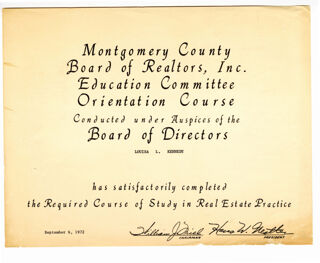 Montgomery County
Board of Realtors, Inc.
Education Committee
Orientation Course
Conducted under Auspices of the
Board of Directors
LOUISA L. KENNEDY
has satisfactorily completed
the Required Course of Study in Real Estate Practice
September 6, 1972
William J.
CHAIRMAN
PRESIDENT